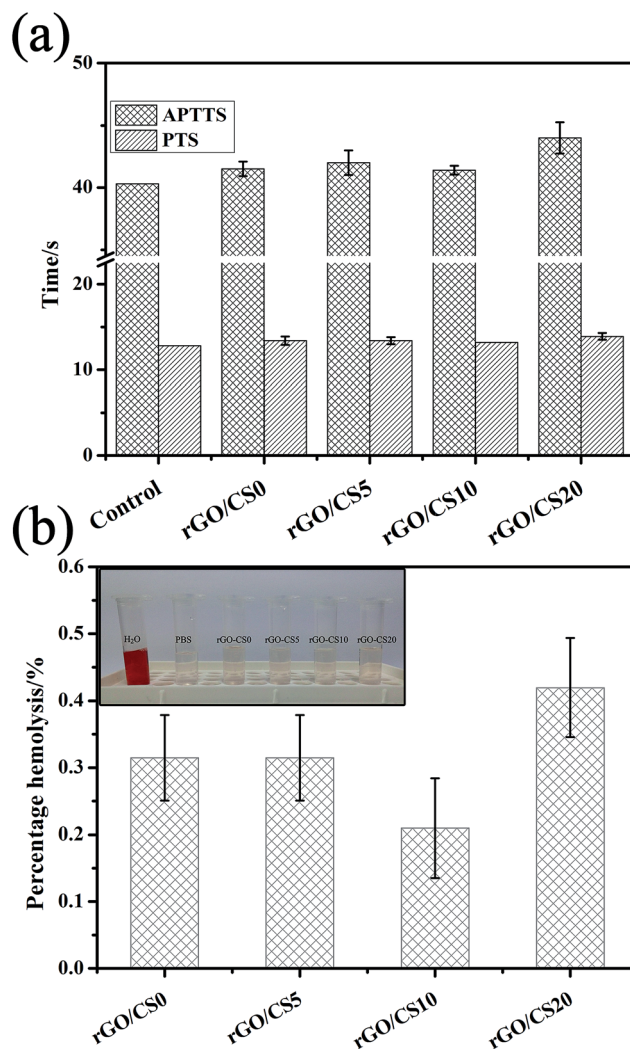 (a)
50
40
20
10
0
Time/s
APTTS
PTS
Control
rGO/CS0
rGO/CS5
rGO/CS10
rGO/CS20
(b)
0.6
0.5
0.4
0.3
0.2
0.1
0.0
Percentage hemolysis/%
H₂O PBS rGO-CS0 rGO-CS5 rGO-CS10 rGO-CS20
rGO/CS0
rGO/CS5
rGO/CS10
rGO/CS20